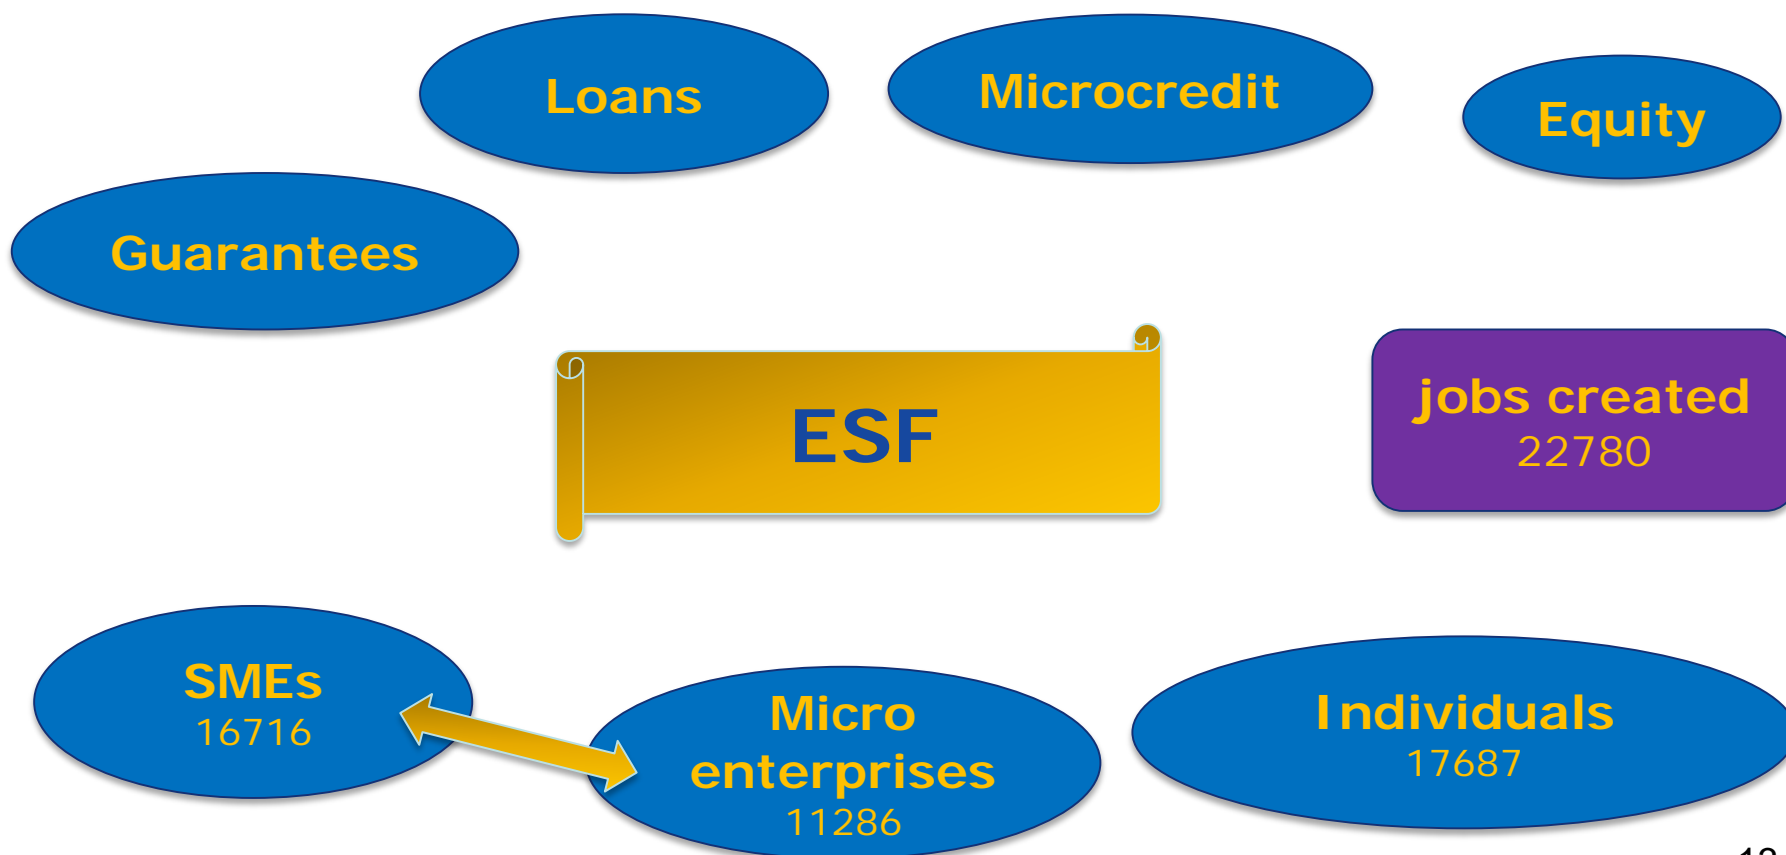 Loans
Microcredit
Equity
Guarantees
ESF
jobs created
22780
SMEs
16716
Micro
enterprises
11286
Individuals
17687